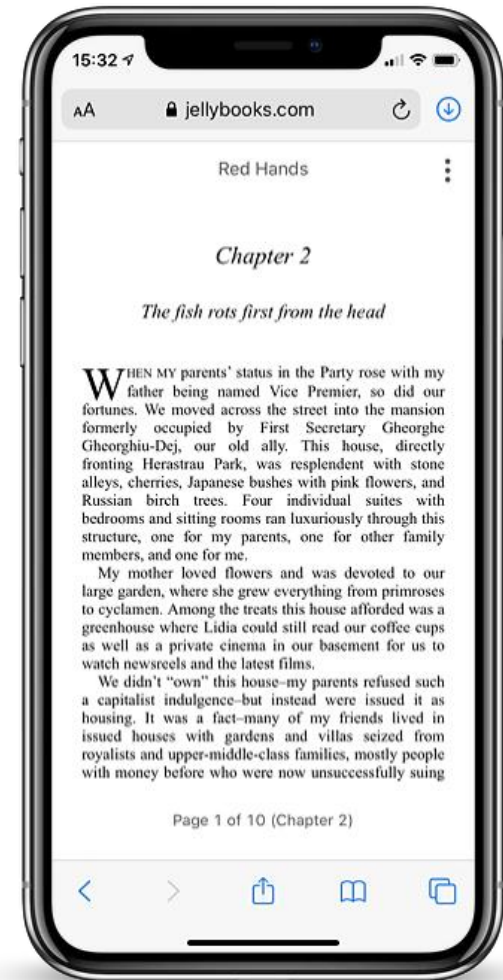 15:32
AA jellybooks.com
Red Hands
Chapter 2
The fish rots first from the head
WHEN MY parents’ status in the Party rose with my
father being named Vice Premier, so did our
fortunes. We moved across the street into the mansion
formerly occupied by First Secretary Gheorghe
Gheorghiu-Dej, our old ally. This house, directly
fronting Herastrau Park, was resplendent with stone
alleys, cherries, Japanese bushes with pink flowers, and
Russian birch trees. Four individual suites with
bedrooms and sitting rooms ran luxuriously through this
structure, one for my parents, one for other family
members, and one for me.
My mother loved flowers and was devoted to our
large garden, where she grew everything from primroses
to cyclamen. Among the treats this house afforded was a
greenhouse where Lidia could still read our coffee cups
as well as a private cinema in our basement for us to
watch newsreels and the latest films.
We didn’t “own” this house–my parents refused such
a capitalist indulgence–but instead were issued it as
housing. It was a fact–many of my friends lived in
issued houses with gardens and villas seized from
royalists and upper-middle-class families, mostly people
with money before who were now unsuccessfully suing
Page 1 of 10 (Chapter 2)